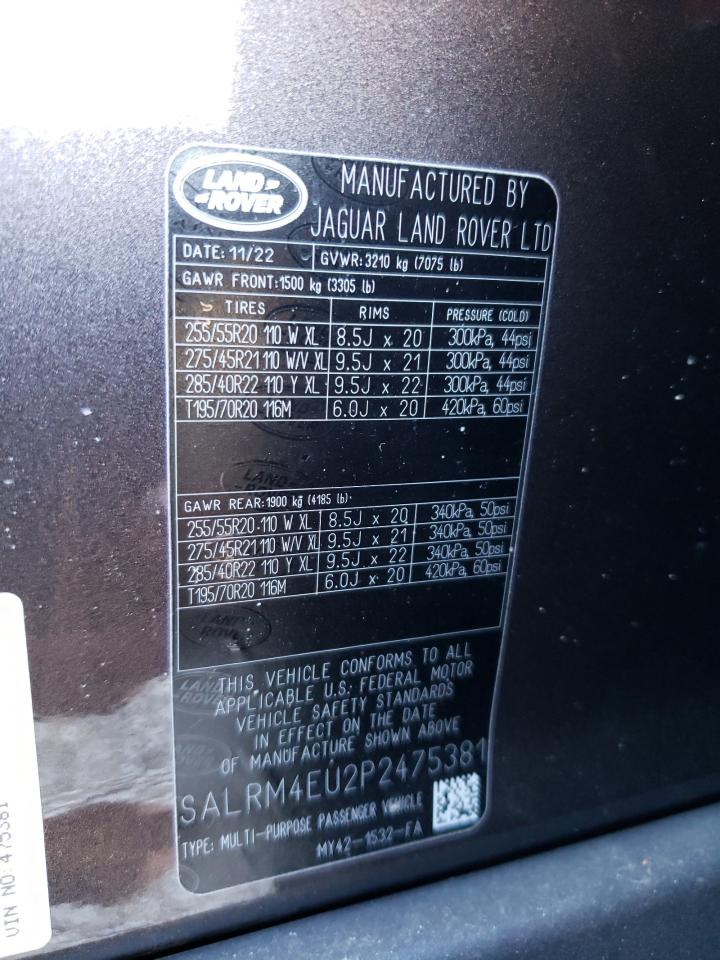 LAND ROVER
MANUFACTURED BY
JAGUAR LAND ROVER LTD
DATE: 11/22 GVWR: 3210 kg (7075 lb)
GAWR FRONT: 1500 kg (3305 lb)
TIRES RIMS PRESSURE (COLD)
255/55R20 110 W XL 8.5J x 20 300kPa, 44psi
275/45R21 110 W/V XL 9.5J x 21 300kPa, 44psi
285/40R22 110 Y XL 9.5J x 22 300kPa, 44psi
T195/70R20 116M 6.0J x 20 420kPa, 60psi
GAWR REAR: 1900 kg (4185 lb)
255/55R20 110 W XL 8.5J x 20 340kPa, 50psi
275/45R21 110 W/V XL 9.5J x 21 340kPa, 50psi
285/40R22 110 Y XL 9.5J x 22 340kPa, 50psi
T195/70R20 116M 6.0J x 20 420kPa, 60psi
THIS VEHICLE CONFORMS TO ALL
APPLICABLE U.S. FEDERAL MOTOR
VEHICLE SAFETY STANDARDS
IN EFFECT ON THE DATE
OF MANUFACTURE SHOWN ABOVE
SALRM4EU2P2475381
TYPE: MULTI-PURPOSE PASSENGER VEHICLE
MY42-1532-FA
VIN NO: 475381